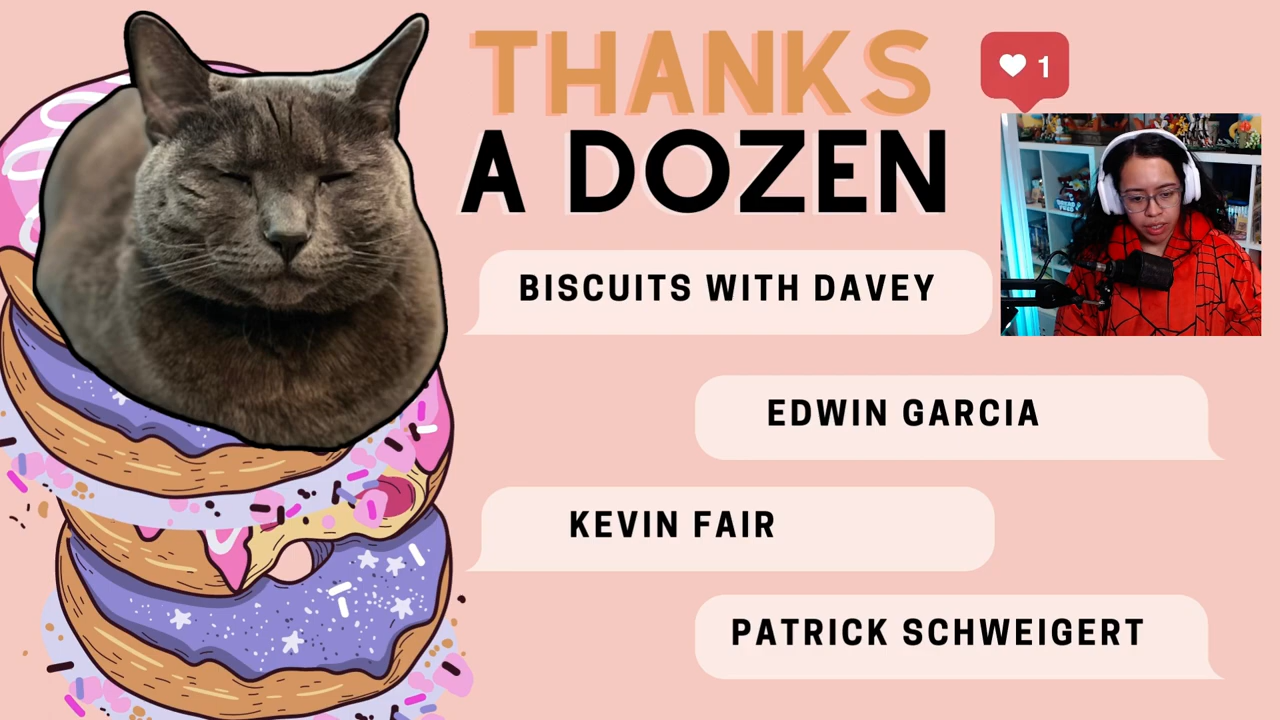 THANKS
A DOZEN
1
BISCUITS WITH DAVEY
EDWIN GARCIA
KEVIN FAIR
PATRICK SCHWEIGERT